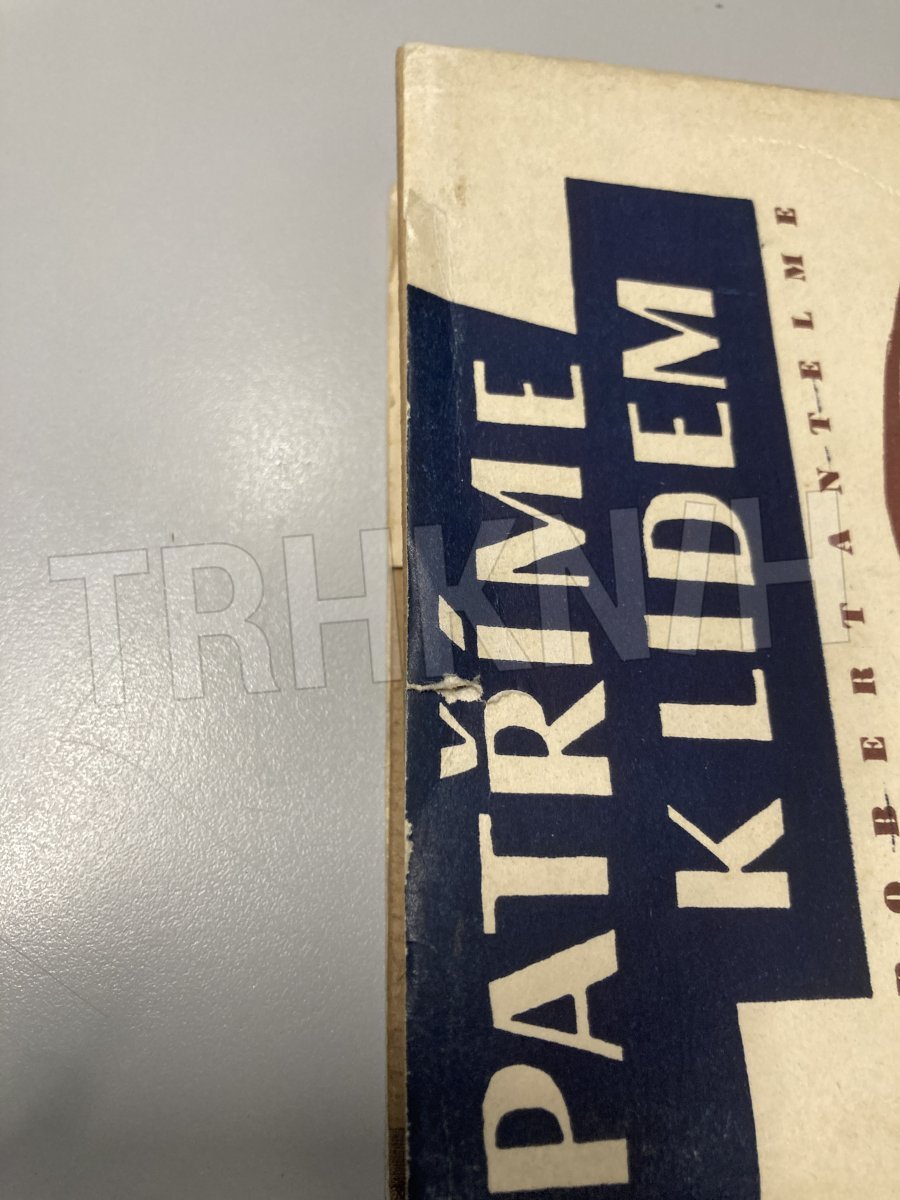 PATŘÍME
K LIDEM
ROBERT ANTELME
TRHKNIH